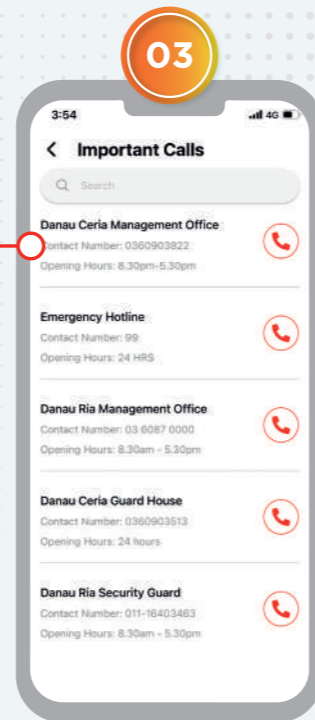 03
3:54
4G
Important Calls
Search
Danau Ceria Management Office
Contact Number: 0360903822
Opening Hours: 8.30pm-5.30pm
Emergency Hotline
Contact Number: 99
Opening Hours: 24 HRS
Danau Ria Management Office
Contact Number: 03 6087 0000
Opening Hours: 8.30am - 5.30pm
Danau Ceria Guard House
Contact Number: 0360903513
Opening Hours: 24 hours
Danau Ria Security Guard
Contact Number: 011-16403463
Opening Hours: 8.30am - 5.30pm